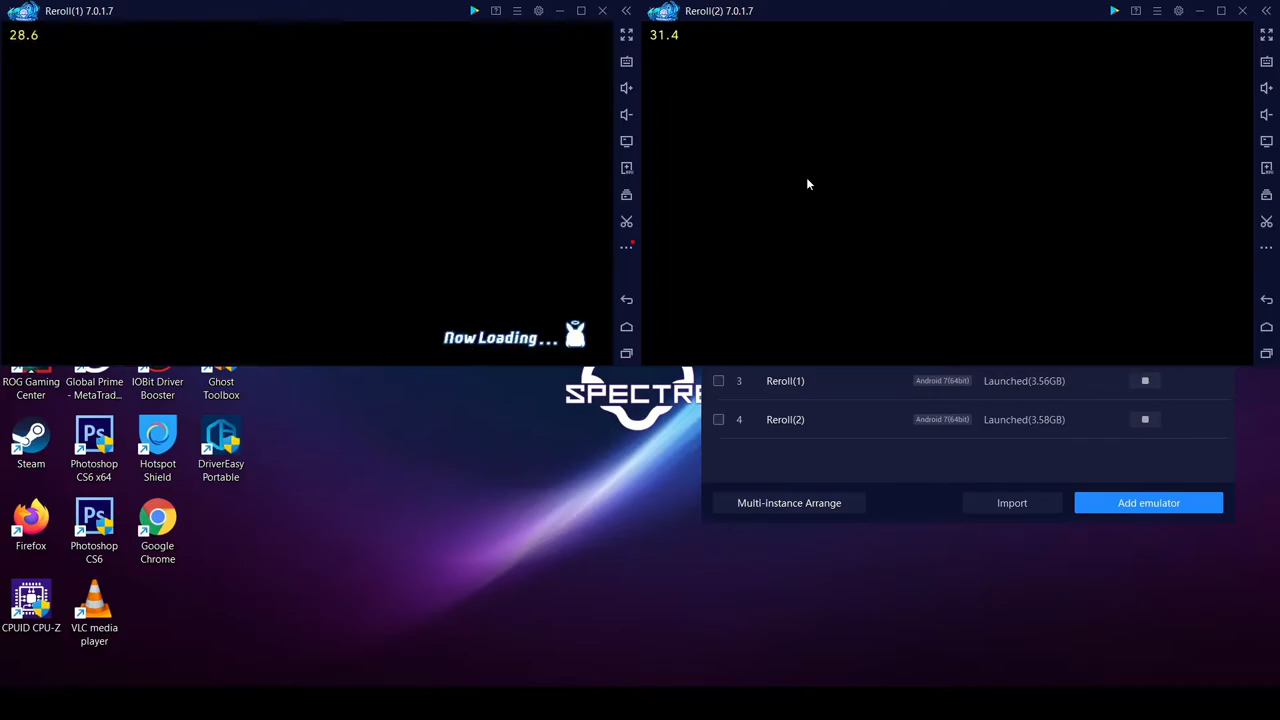 Reroll(1) 7.0.1.7
Reroll(2) 7.0.1.7
28.6
31.4
Now Loading...
ROG Gaming
Center
Global Prime
- MetaTrad...
IOBit Driver
Booster
Ghost
Toolbox
SPECTRE
3 Reroll(1) Android 7(64bit) Launched(3.56GB)
4 Reroll(2) Android 7(64bit) Launched(3.58GB)
Steam
Photoshop
CS6 x64
Hotspot
Shield
DriverEasy
Portable
Multi-instance Arrange
Import
Add emulator
Firefox
Photoshop
CS6
Google
Chrome
CPUID CPU-Z
VLC media
player